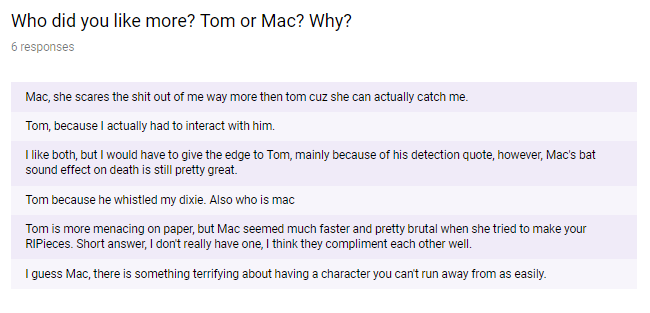 Who did you like more? Tom or Mac? Why?
6 responses
Mac, she scares the shit out of me way more then tom cuz she can actually catch me.
Tom, because I actually had to interact with him.
I like both, but I would have to give the edge to Tom, mainly because of his detection quote, however, Mac's bat
sound effect on death is still pretty great.
Tom because he whistled my dixie. Also who is mac
Tom is more menacing on paper, but Mac seemed much faster and pretty brutal when she tried to make your
RIPieces. Short answer, I don't really have one, I think they compliment each other well.
I guess Mac, there is something terrifying about having a character you can't run away from as easily.